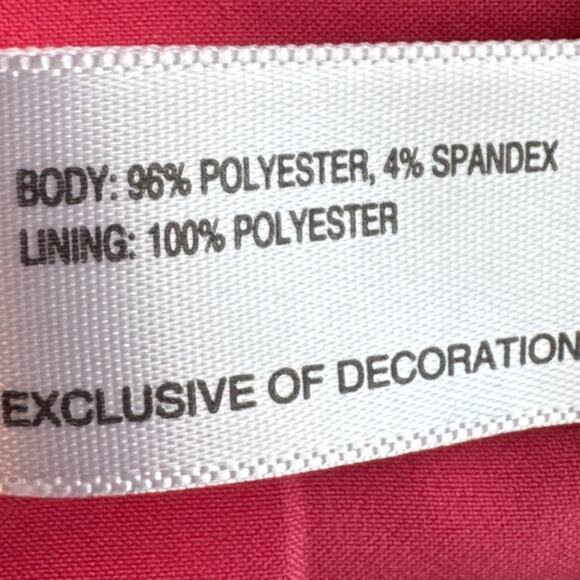 BODY: 96% POLYESTER, 4% SPANDEX
LINING: 100% POLYESTER
EXCLUSIVE OF DECORATION